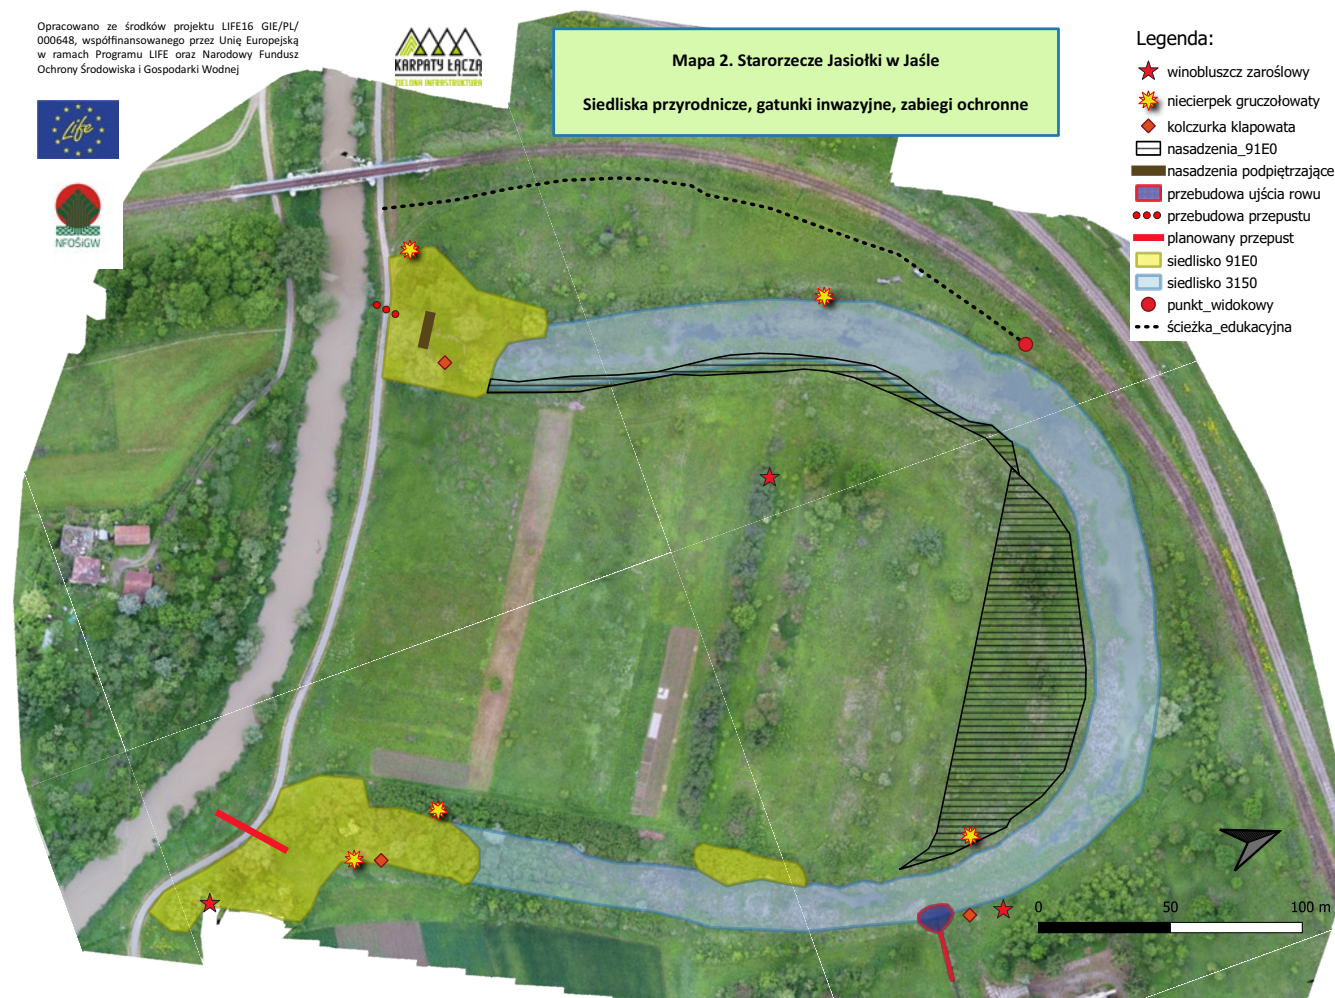 Opracowano ze środków projektu LIFE16 GIE/PL/
000648, współfinansowanego przez Unię Europejską
w ramach Programu LIFE oraz Narodowy Fundusz
Ochrony Środowiska i Gospodarki Wodnej
Life
NFOŚiGW
KARPATY ŁĄCZĄ
ZIELONA INFRASTRUKTURA
Mapa 2. Starorzecze Jasiołki w Jaśle
Siedliska przyrodnicze, gatunki inwazyjne, zabiegi ochronne
Legenda:
winobluszcz zaroślowy
niecierpek gruczołowaty
kolczurka klapowata
nasadzenia_91E0
nasadzenia podpiętrzające
przebudowa ujścia rowu
przebudowa przepustu
planowany przepust
siedlisko 91E0
siedlisko 3150
punkt_widokowy
ścieżka_edukacyjna
0 50 100 m